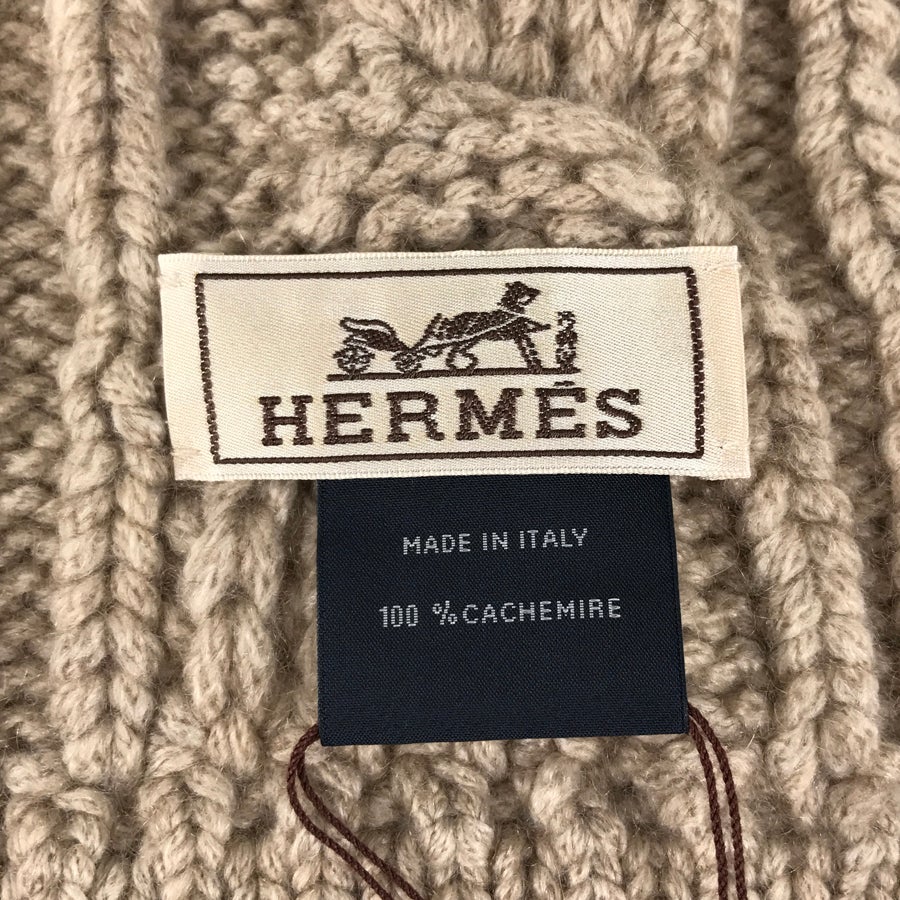 HERMÈS
MADE IN ITALY
100 % CACHEMIRE